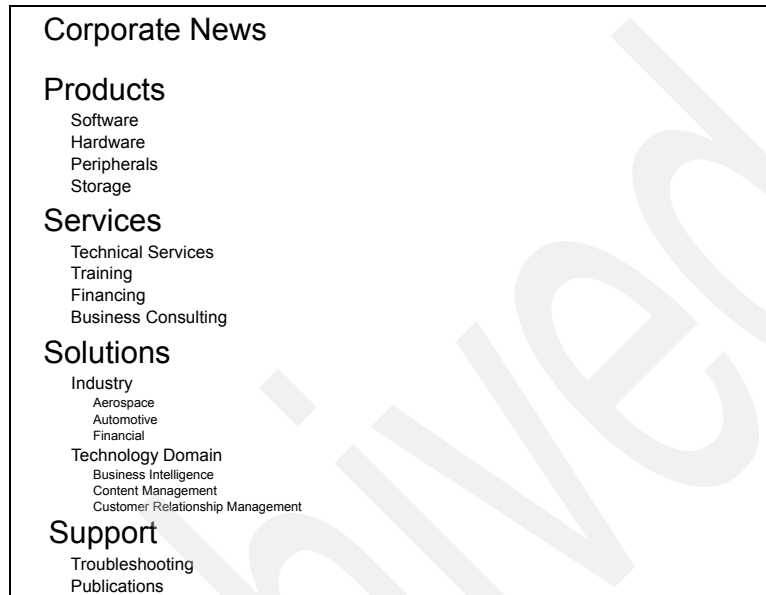 Corporate News
Products
Software
Hardware
Peripherals
Storage
Services
Technical Services
Training
Financing
Business Consulting
Solutions
Industry
Aerospace
Automotive
Financial
Technology Domain
Business Intelligence
Content Management
Customer Relationship Management
Support
Troubleshooting
Publications